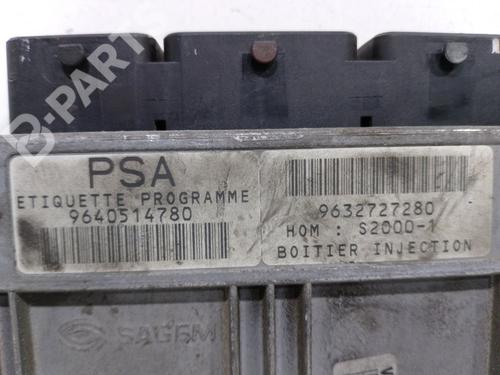 PSA
ETIQUETTE PROGRAMME
9640514780
9632727280
HOM : S2000-1
BOITIER INJECTION
SAGEM
B-PARTS